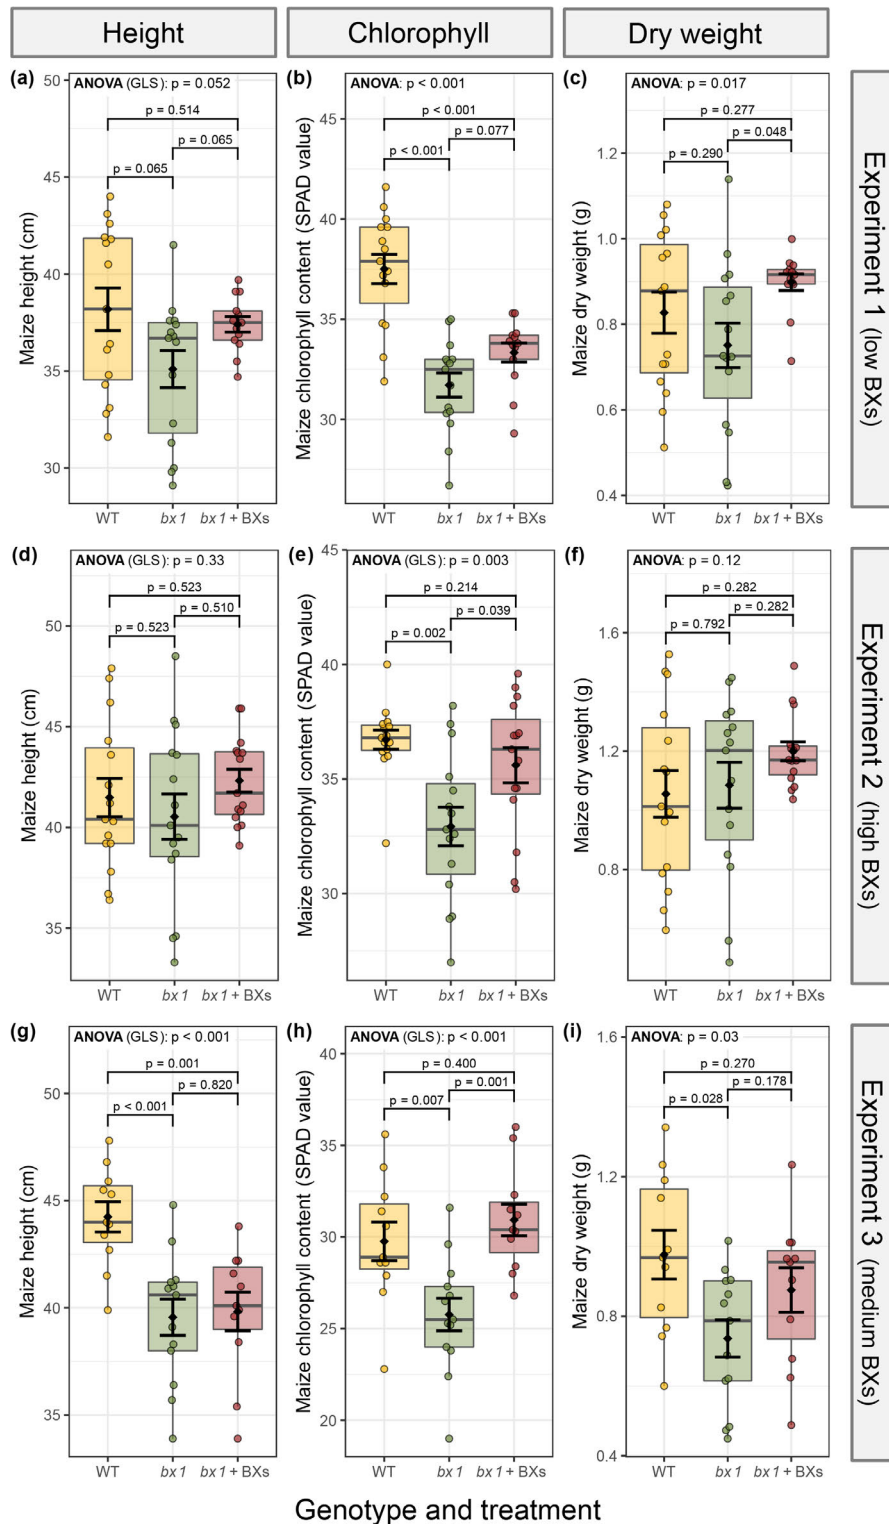 Height
Chlorophyll
Dry weight
(a)
ANOVA (GLS): p = 0.052
p = 0.514
p = 0.065
p = 0.065
Maize height (cm)
50
45
40
35
30
WT
bx1
bx1 + BXs
(b)
ANOVA: p < 0.001
p < 0.001
p = 0.077
p < 0.001
Maize chlorophyll content (SPAD value)
45
40
35
30
WT
bx1
bx1 + BXs
(c)
ANOVA: p = 0.017
p = 0.277
p = 0.048
p = 0.290
Maize dry weight (g)
1.2
1.0
0.8
0.6
0.4
WT
bx1
bx1 + BXs
Experiment 1
(low BXs)
(d)
ANOVA (GLS): p = 0.33
p = 0.523
p = 0.510
p = 0.523
Maize height (cm)
50
45
40
35
WT
bx1
bx1 + BXs
(e)
ANOVA (GLS): p = 0.003
p = 0.214
p = 0.039
p = 0.002
Maize chlorophyll content (SPAD value)
45
40
35
30
WT
bx1
bx1 + BXs
(f)
ANOVA: p = 0.12
p = 0.282
p = 0.282
p = 0.792
Maize dry weight (g)
1.6
1.2
0.8
WT
bx1
bx1 + BXs
Experiment 2
(high BXs)
(g)
ANOVA (GLS): p < 0.001
p = 0.001
p = 0.820
p < 0.001
Maize height (cm)
50
45
40
35
WT
bx1
bx1 + BXs
(h)
ANOVA (GLS): p < 0.001
p = 0.400
p = 0.001
p = 0.007
Maize chlorophyll content (SPAD value)
40
35
30
25
20
WT
bx1
bx1 + BXs
(i)
ANOVA: p = 0.03
p = 0.270
p = 0.178
p = 0.028
Maize dry weight (g)
1.6
1.2
0.8
0.4
WT
bx1
bx1 + BXs
Experiment 3
(medium BXs)
Genotype and treatment